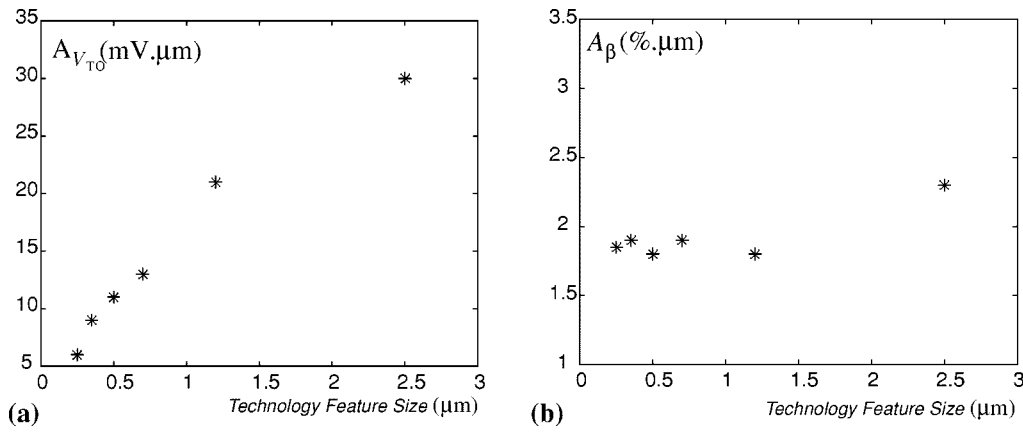 35
30
25
20
15
10
5
A_{V_{TO}}(mV.μm)
0 0.5 1 1.5 2 2.5 3
(a) Technology Feature Size (μm)
3.5
3
2.5
2
1.5
1
A_β (%.μm)
0 0.5 1 1.5 2 2.5 3
(b) Technology Feature Size (μm)